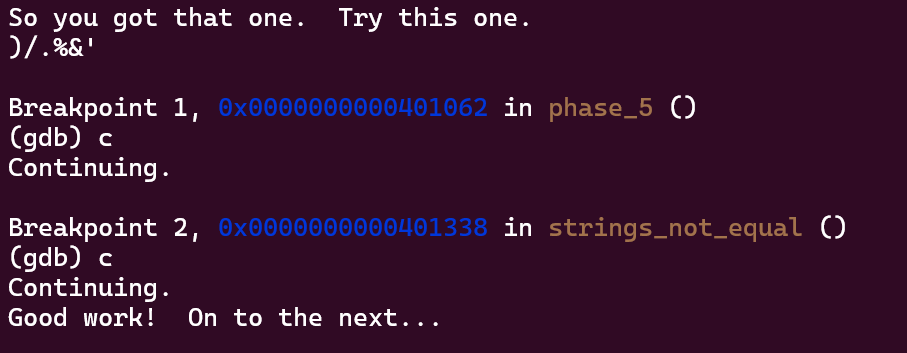 So you got that one.  Try this one.
)/.%&'
Breakpoint 1, 0x0000000000401062 in phase_5 ()
(gdb) c
Continuing.
Breakpoint 2, 0x0000000000401338 in strings_not_equal ()
(gdb) c
Continuing.
Good work!  On to the next...